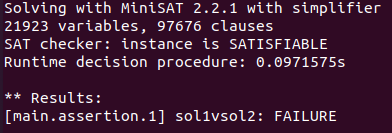 Solving with MiniSAT 2.2.1 with simplifier
21923 variables, 97676 clauses
SAT checker: instance is SATISFIABLE
Runtime decision procedure: 0.0971575s

** Results:
[main.assertion.1] sol1vsol2: FAILURE